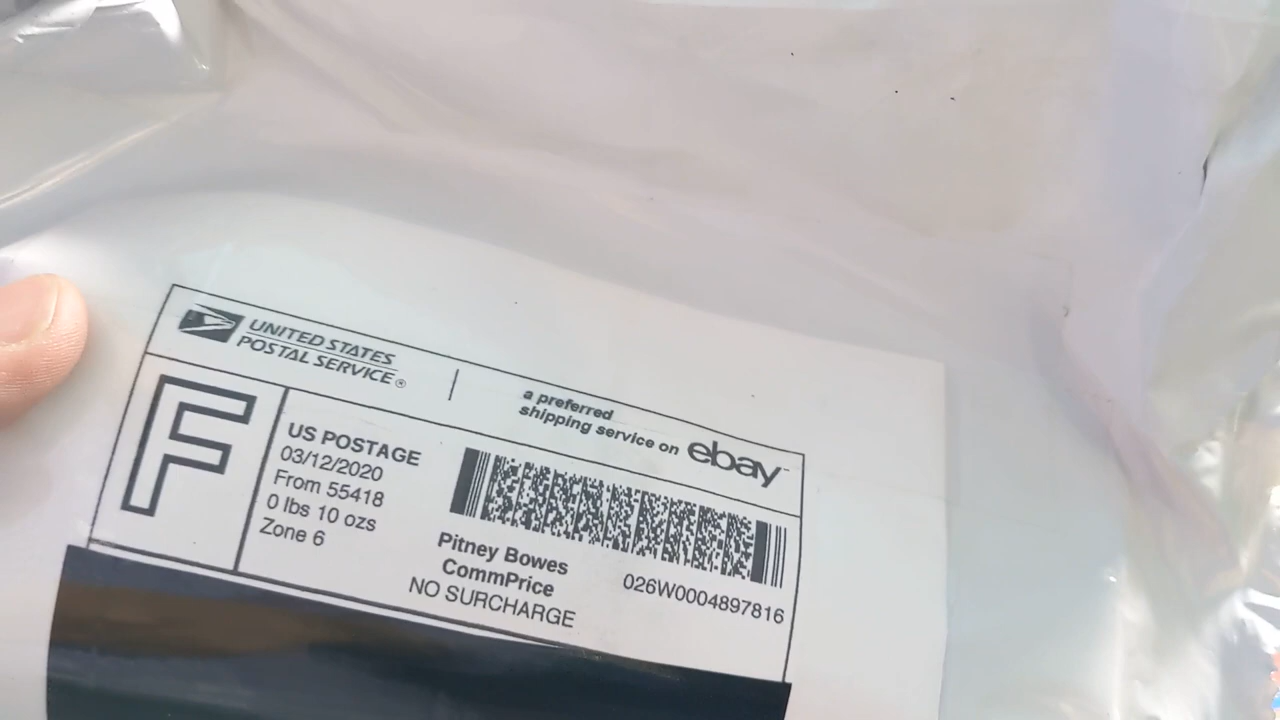 UNITED STATES
POSTAL SERVICE®
a preferred
shipping service on ebay™
F
US POSTAGE
03/12/2020
From 55418
0 lbs 10 ozs
Zone 6
Pitney Bowes
CommPrice
NO SURCHARGE
026W0004897816